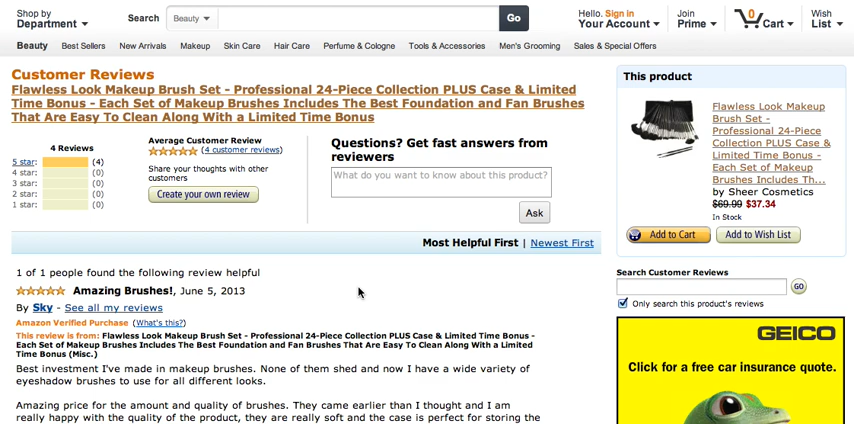 Shop by
Department
Search
Beauty
Go
Hello. Sign in
Your Account
Join
Prime
0
Cart
Wish
List
Beauty Best Sellers New Arrivals Makeup Skin Care Hair Care Perfume & Cologne Tools & Accessories Men's Grooming Sales & Special Offers
Customer Reviews
Flawless Look Makeup Brush Set - Professional 24-Piece Collection PLUS Case & Limited
Time Bonus - Each Set of Makeup Brushes Includes The Best Foundation and Fan Brushes
That Are Easy To Clean Along With a Limited Time Bonus
4 Reviews
5 star: (4)
4 star: (0)
3 star: (0)
2 star: (0)
1 star: (0)
Average Customer Review
(4 customer reviews)
Share your thoughts with other
customers
Create your own review
Questions? Get fast answers from
reviewers
What do you want to know about this product?
Ask
Most Helpful First | Newest First
1 of 1 people found the following review helpful
Amazing Brushes!, June 5, 2013
By Sky - See all my reviews
Amazon Verified Purchase (What's this?)
This review is from: Flawless Look Makeup Brush Set - Professional 24-Piece Collection PLUS Case & Limited Time Bonus -
Each Set of Makeup Brushes Includes The Best Foundation and Fan Brushes That Are Easy To Clean Along With a Limited
Time Bonus (Misc.)
Best investment I've made in makeup brushes. None of them shed and now I have a wide variety of
eyeshadow brushes to use for all different looks.
Amazing price for the amount and quality of brushes. They came earlier than I thought and I am
really happy with the quality of the product, they are really soft and the case is perfect for storing the
This product
Flawless Look Makeup
Brush Set -
Professional 24-Piece
Collection PLUS Case &
Limited Time Bonus -
Each Set of Makeup
Brushes Includes Th...
by Sheer Cosmetics
$69.99 $37.34
In Stock
Add to Cart
Add to Wish List
Search Customer Reviews
GO
Only search this product's reviews
GEICO
Click for a free car insurance quote.